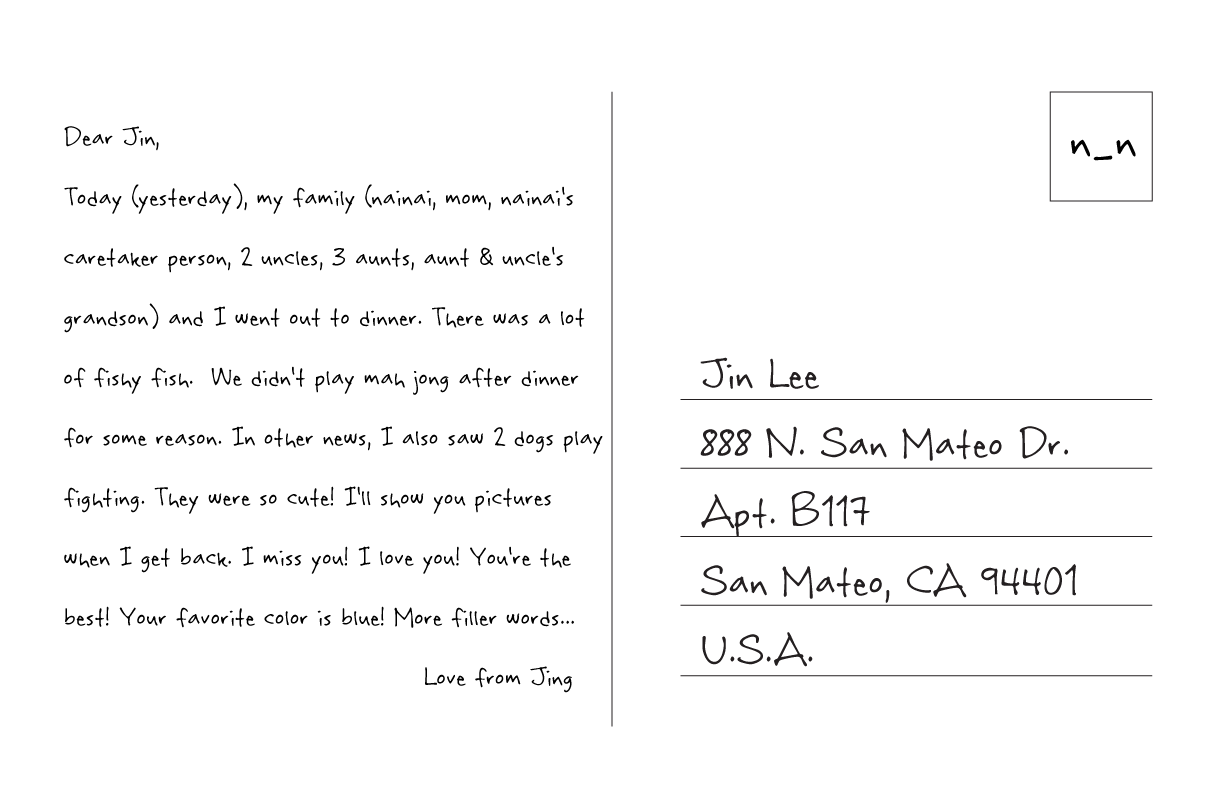 Dear Jin,
Today (yesterday), my family (nainai, mom, nainai's
caretaker person, 2 uncles, 3 aunts, aunt & uncle's
grandson) and I went out to dinner. There was a lot
of fishy fish. We didn't play mah jong after dinner
for some reason. In other news, I also saw 2 dogs play
fighting. They were so cute! I'll show you pictures
when I get back. I miss you! I love you! You're the
best! Your favorite color is blue! More filler words...
Love from Jing
n_n
Jin Lee
888 N. San Mateo Dr.
Apt. B117
San Mateo, CA 94401
U.S.A.